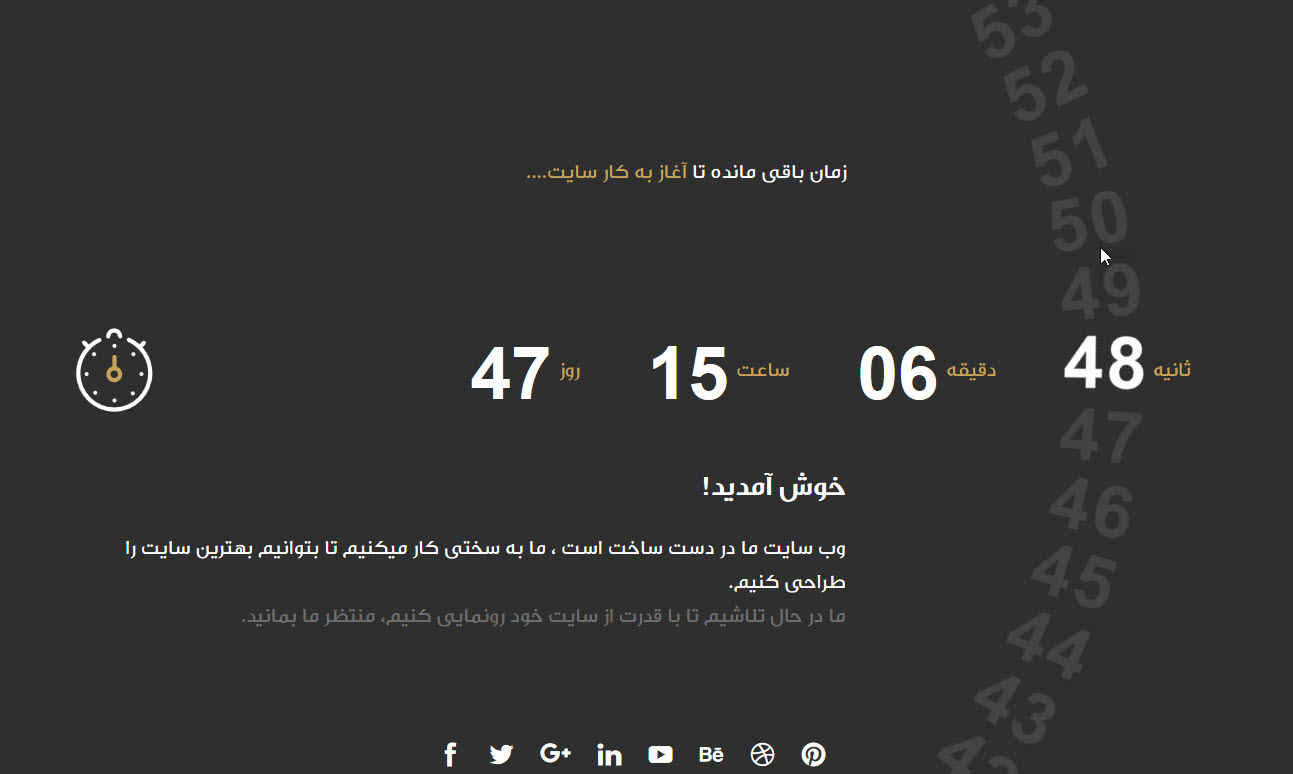 53
52
51
زمان باقی مانده تا آغاز به کار سایت....
50
49
48 ثانیه
06 دقیقه
15 ساعت
47 روز
47
خوش آمدید!
46
وب سایت ما در دست ساخت است ، ما به سختی کار میکنیم تا بتوانیم بهترین سایت را
طراحی کنیم.
45
ما در حال تلاشیم تا با قدرت از سایت خود رونمایی کنیم، منتظر ما بمانید.
44
43
f G+ in Bē